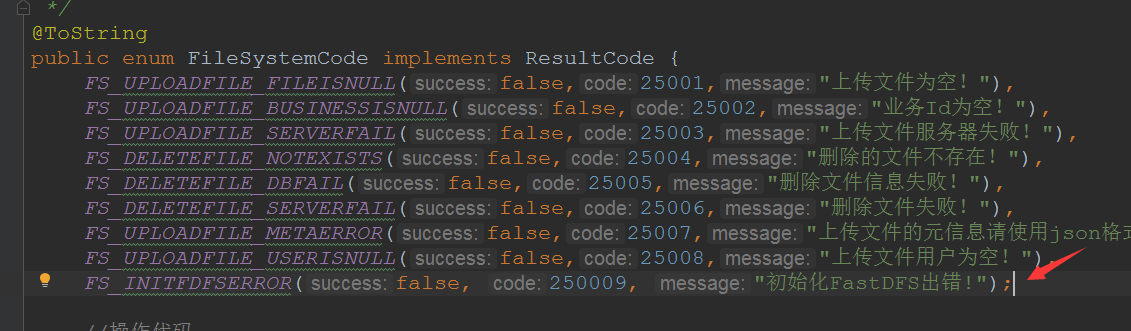 */
@ToString
public enum FileSystemCode implements ResultCode {
FS_UPLOADFILE_FILEISNULL( success: false, code: 25001, message: "上传文件为空!"),
FS_UPLOADFILE_BUSINESSISNULL( success: false, code: 25002, message: "业务Id为空!"),
FS_UPLOADFILE_SERVERFAIL( success: false, code: 25003, message: "上传文件服务器失败!"),
FS_DELETEFILE_NOTEXISTS( success: false, code: 25004, message: "删除的文件不存在!"),
FS_DELETEFILE_DBFAIL( success: false, code: 25005, message: "删除文件信息失败!"),
FS_DELETEFILE_SERVERFAIL( success: false, code: 25006, message: "删除文件失败!"),
FS_UPLOADFILE_METAERROR( success: false, code: 25007, message: "上传文件的元信息请使用json格式
FS_UPLOADFILE_USERISNULL( success: false, code: 25008, message: "上传文件用户为空!"),
FS_INITFDFSERROR( success: false, code: 250009, message: "初始化FastDFS出错!");
//操作代码